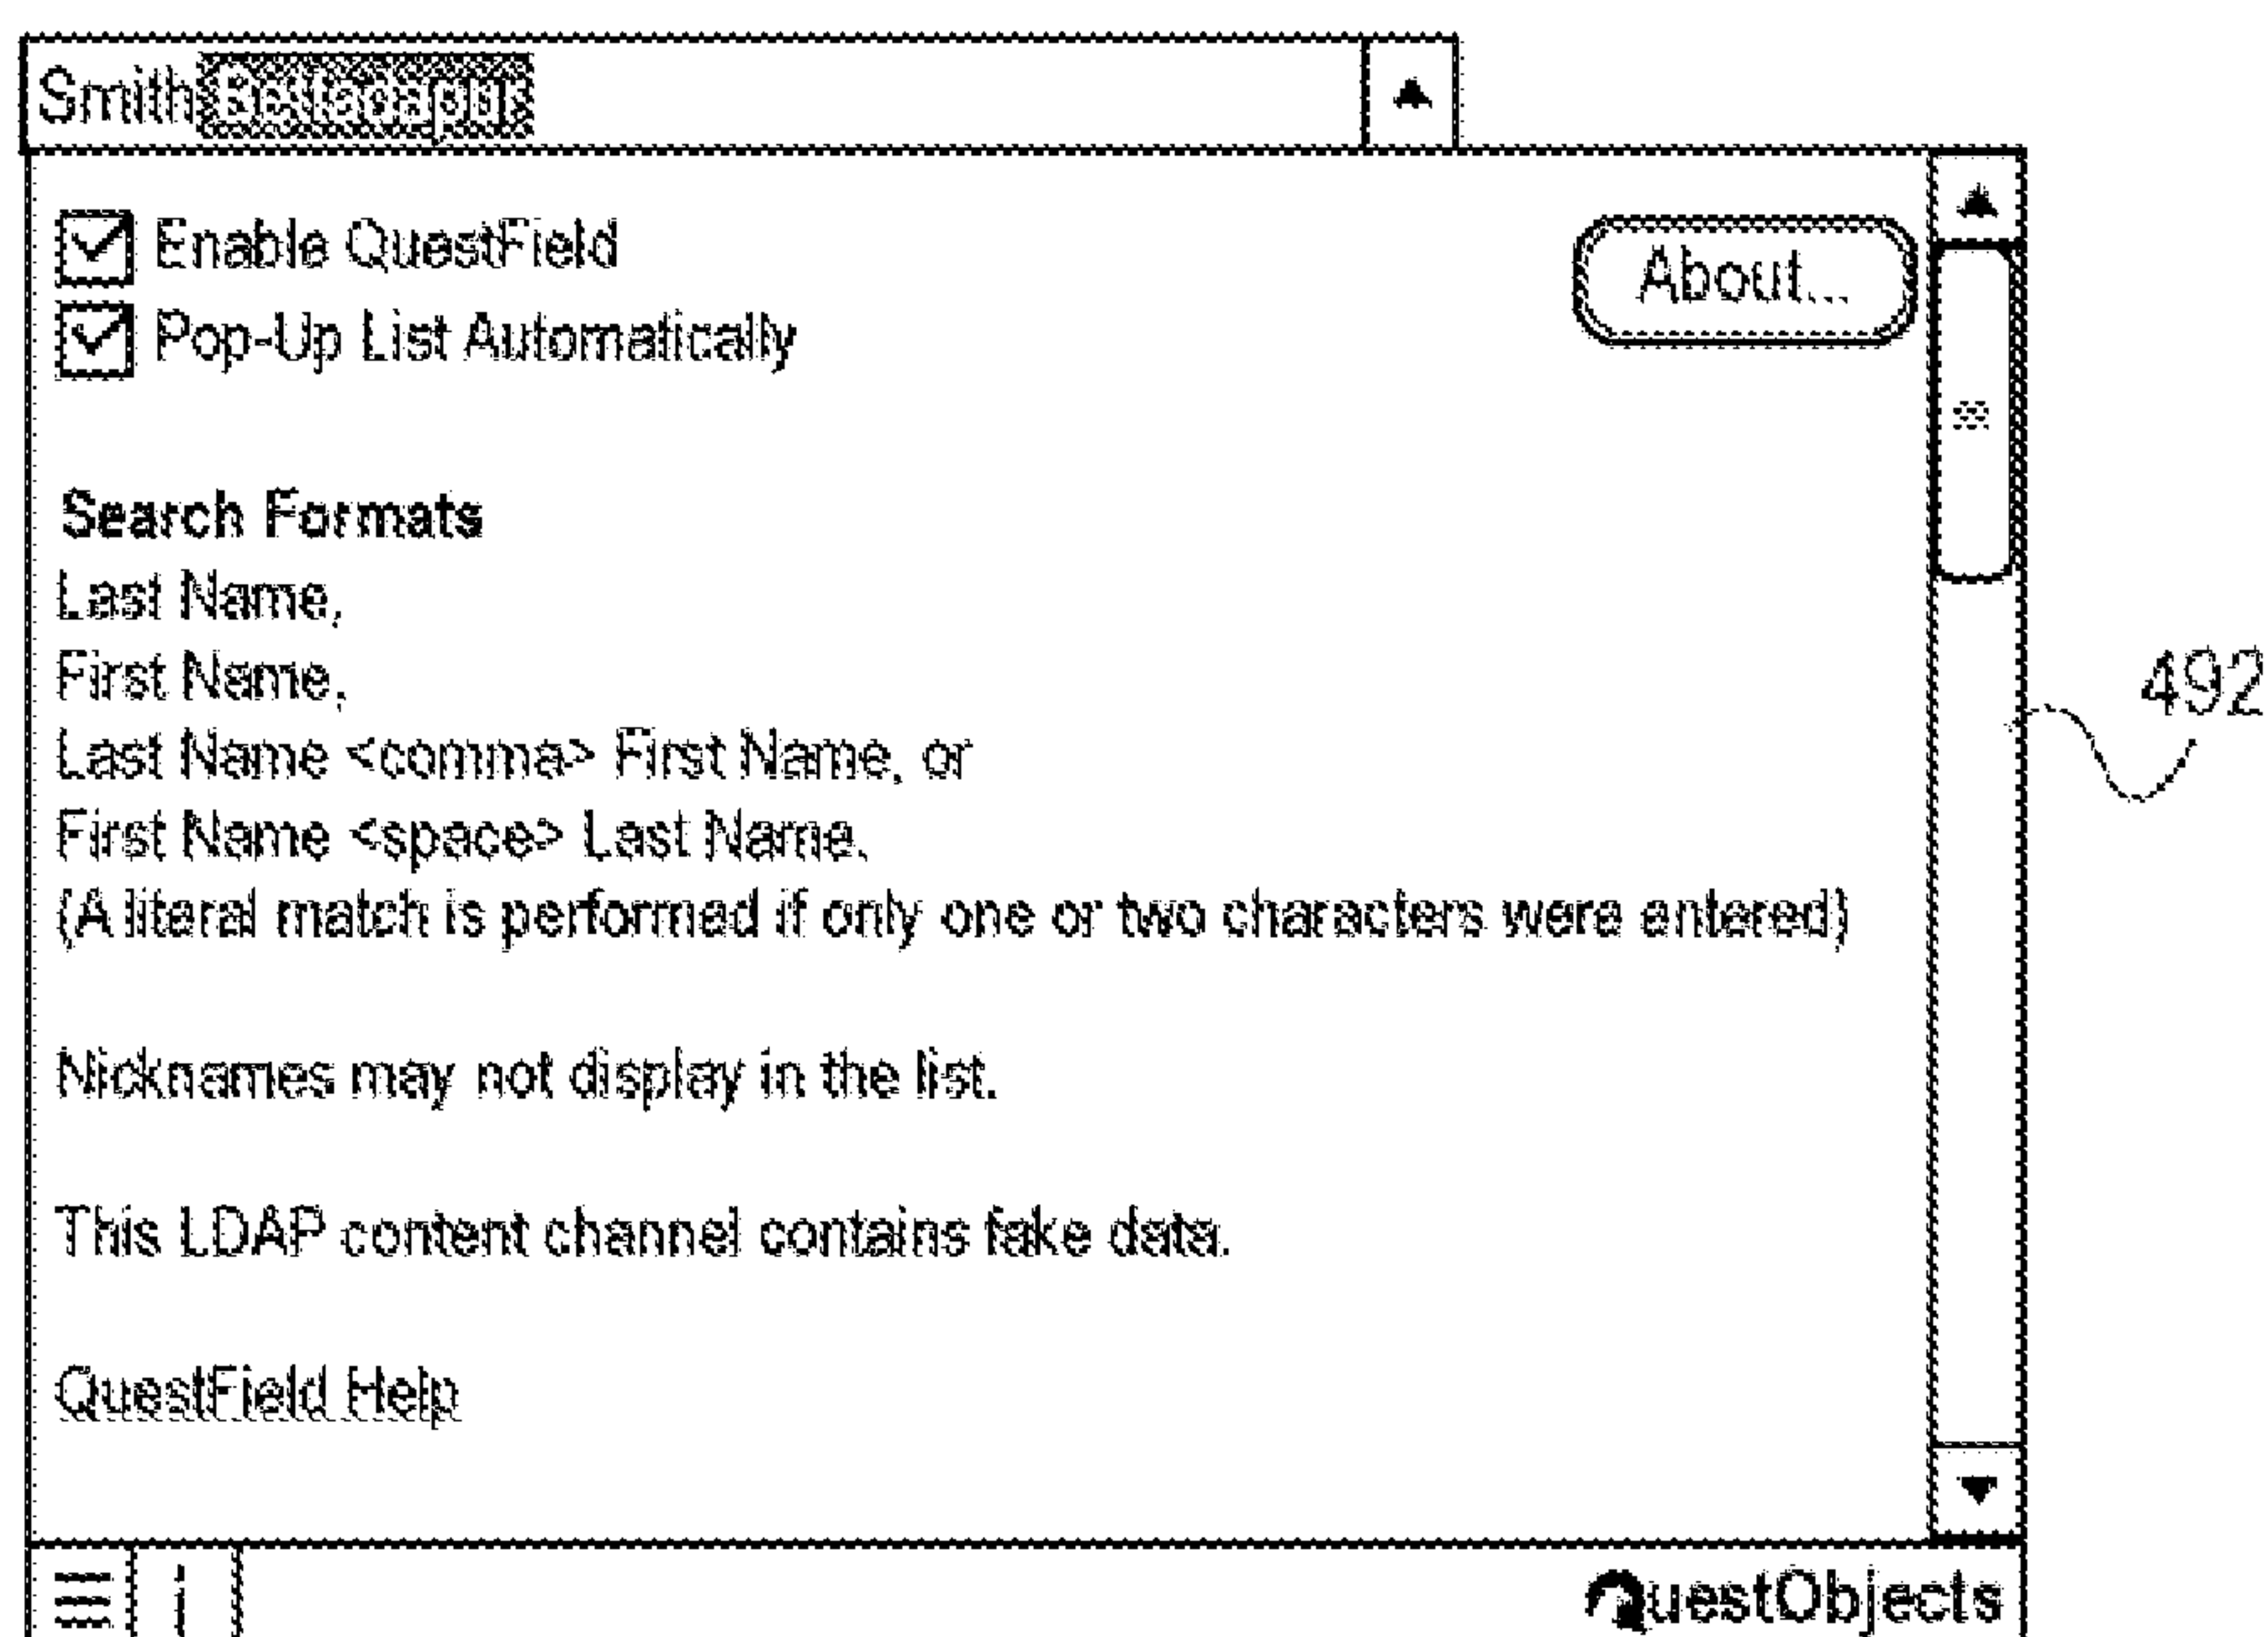 Smith
Enable QuestField
About...
Pop-Up List Automatically
Search Formats
Last Name,
First Name,
Last Name <comma> First Name, or
First Name <space> Last Name.
(A literal match is performed if only one or two characters were entered)
492
Nicknames may not display in the list.
This LDAP content channel contains fake data.
QuestField Help
i
QuestObjects